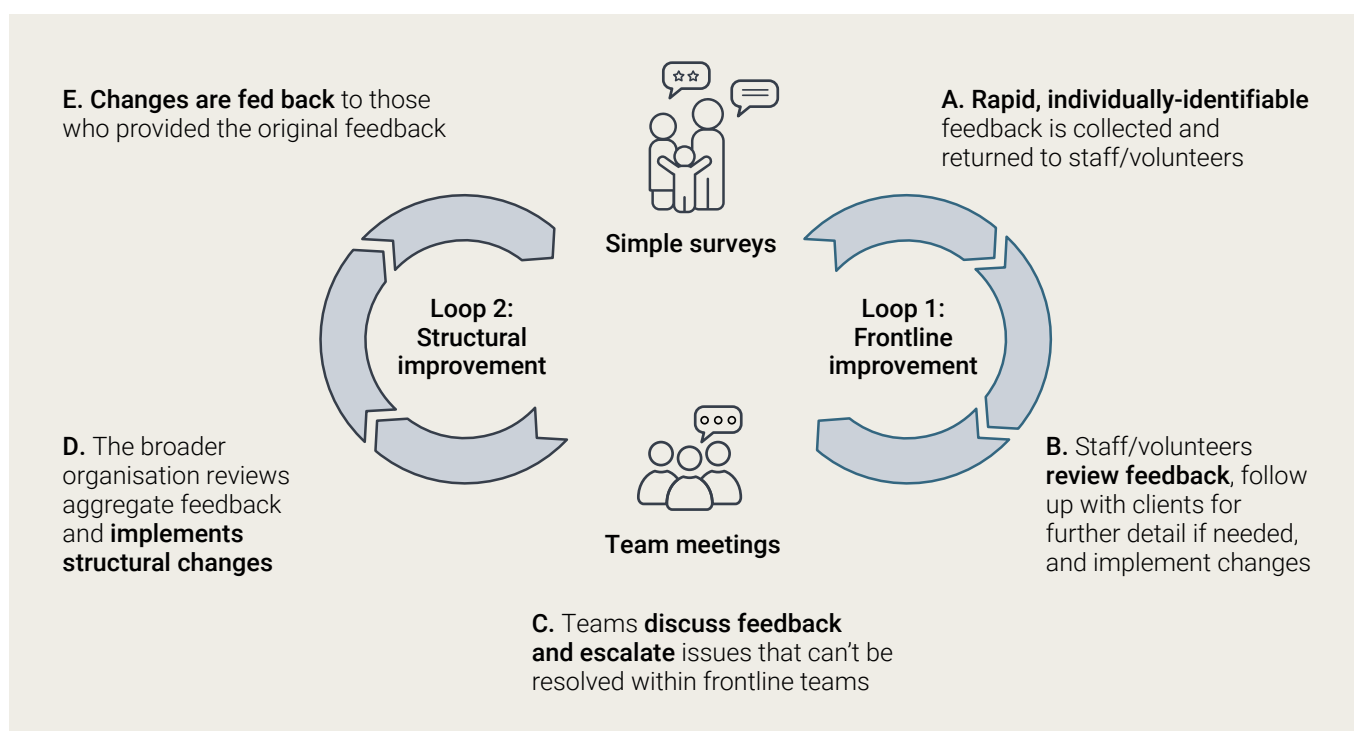 E. Changes are fed back to those
who provided the original feedback
A. Rapid, individually-identifiable
feedback is collected and
returned to staff/volunteers
Simple surveys
Loop 2:
Structural
improvement
Loop 1:
Frontline
improvement
D. The broader
organisation reviews
aggregate feedback
and implements
structural changes
Team meetings
B. Staff/volunteers
review feedback, follow
up with clients for
further detail if needed,
and implement changes
C. Teams discuss feedback
and escalate issues that can't be
resolved within frontline teams